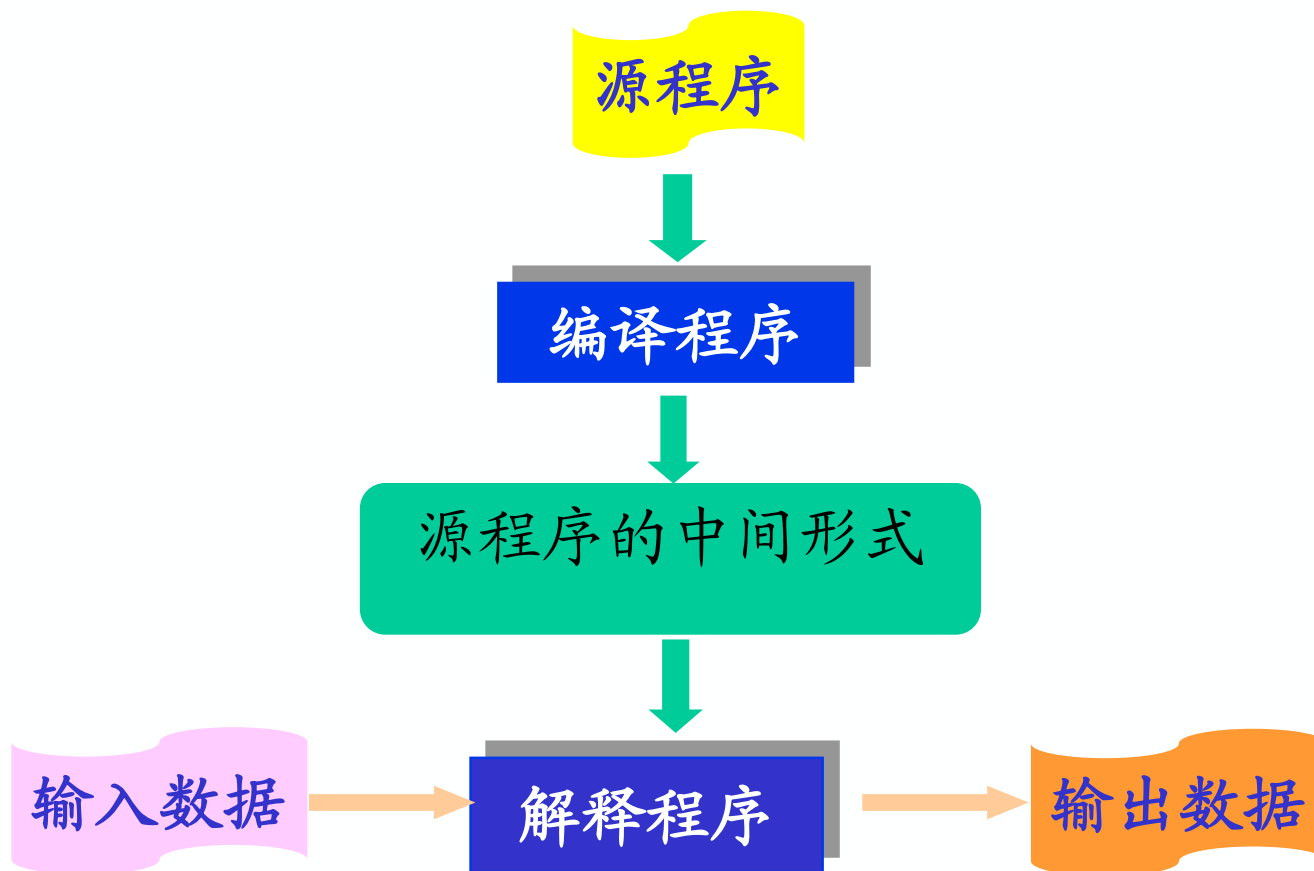 源程序
编译程序
源程序的中间形式
输入数据
解释程序
输出数据